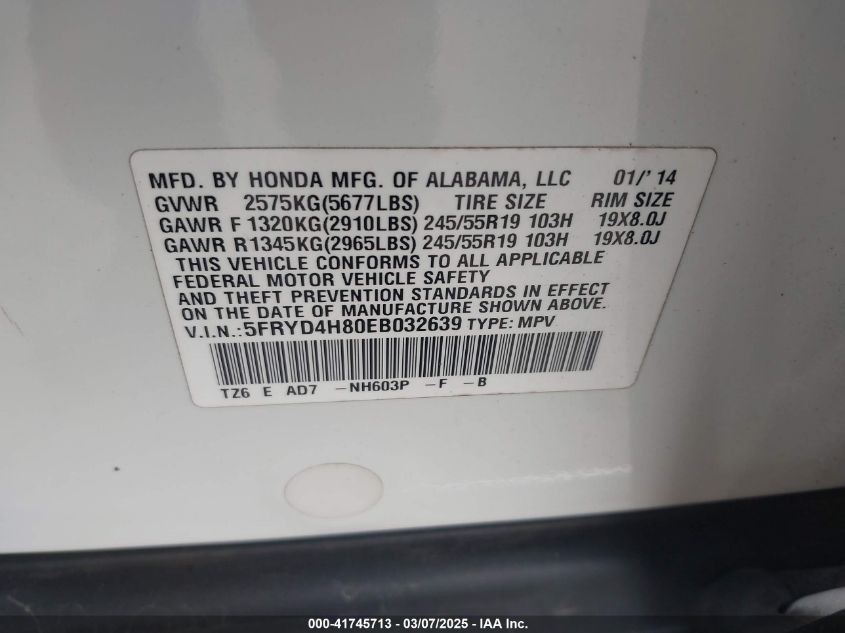 MFD. BY HONDA MFG. OF ALABAMA, LLC 01/'14
GVWR 2575KG(5677LBS) TIRE SIZE RIM SIZE
GAWR F 1320KG(2910LBS) 245/55R19 103H 19X8.0J
GAWR R1345KG(2965LBS) 245/55R19 103H 19X8.0J
THIS VEHICLE CONFORMS TO ALL APPLICABLE
FEDERAL MOTOR VEHICLE SAFETY
AND THEFT PREVENTION STANDARDS IN EFFECT
ON THE DATE OF MANUFACTURE SHOWN ABOVE.
V.I.N.:5FRYD4H80EB032639 TYPE: MPV
TZ6 E AD7 -NH603P -F -B
000-41745713 - 03/07/2025 - IAA Inc.